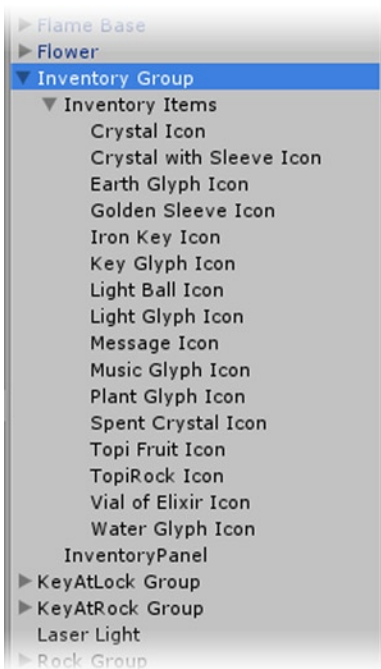 Flame Base
Flower
Inventory Group
Inventory Items
Crystal Icon
Crystal with Sleeve Icon
Earth Glyph Icon
Golden Sleeve Icon
Iron Key Icon
Key Glyph Icon
Light Ball Icon
Light Glyph Icon
Message Icon
Music Glyph Icon
Plant Glyph Icon
Spent Crystal Icon
Topi Fruit Icon
TopiRock Icon
Vial of Elixir Icon
Water Glyph Icon
InventoryPanel
KeyAtLock Group
KeyAtRock Group
Laser Light
Rock Group